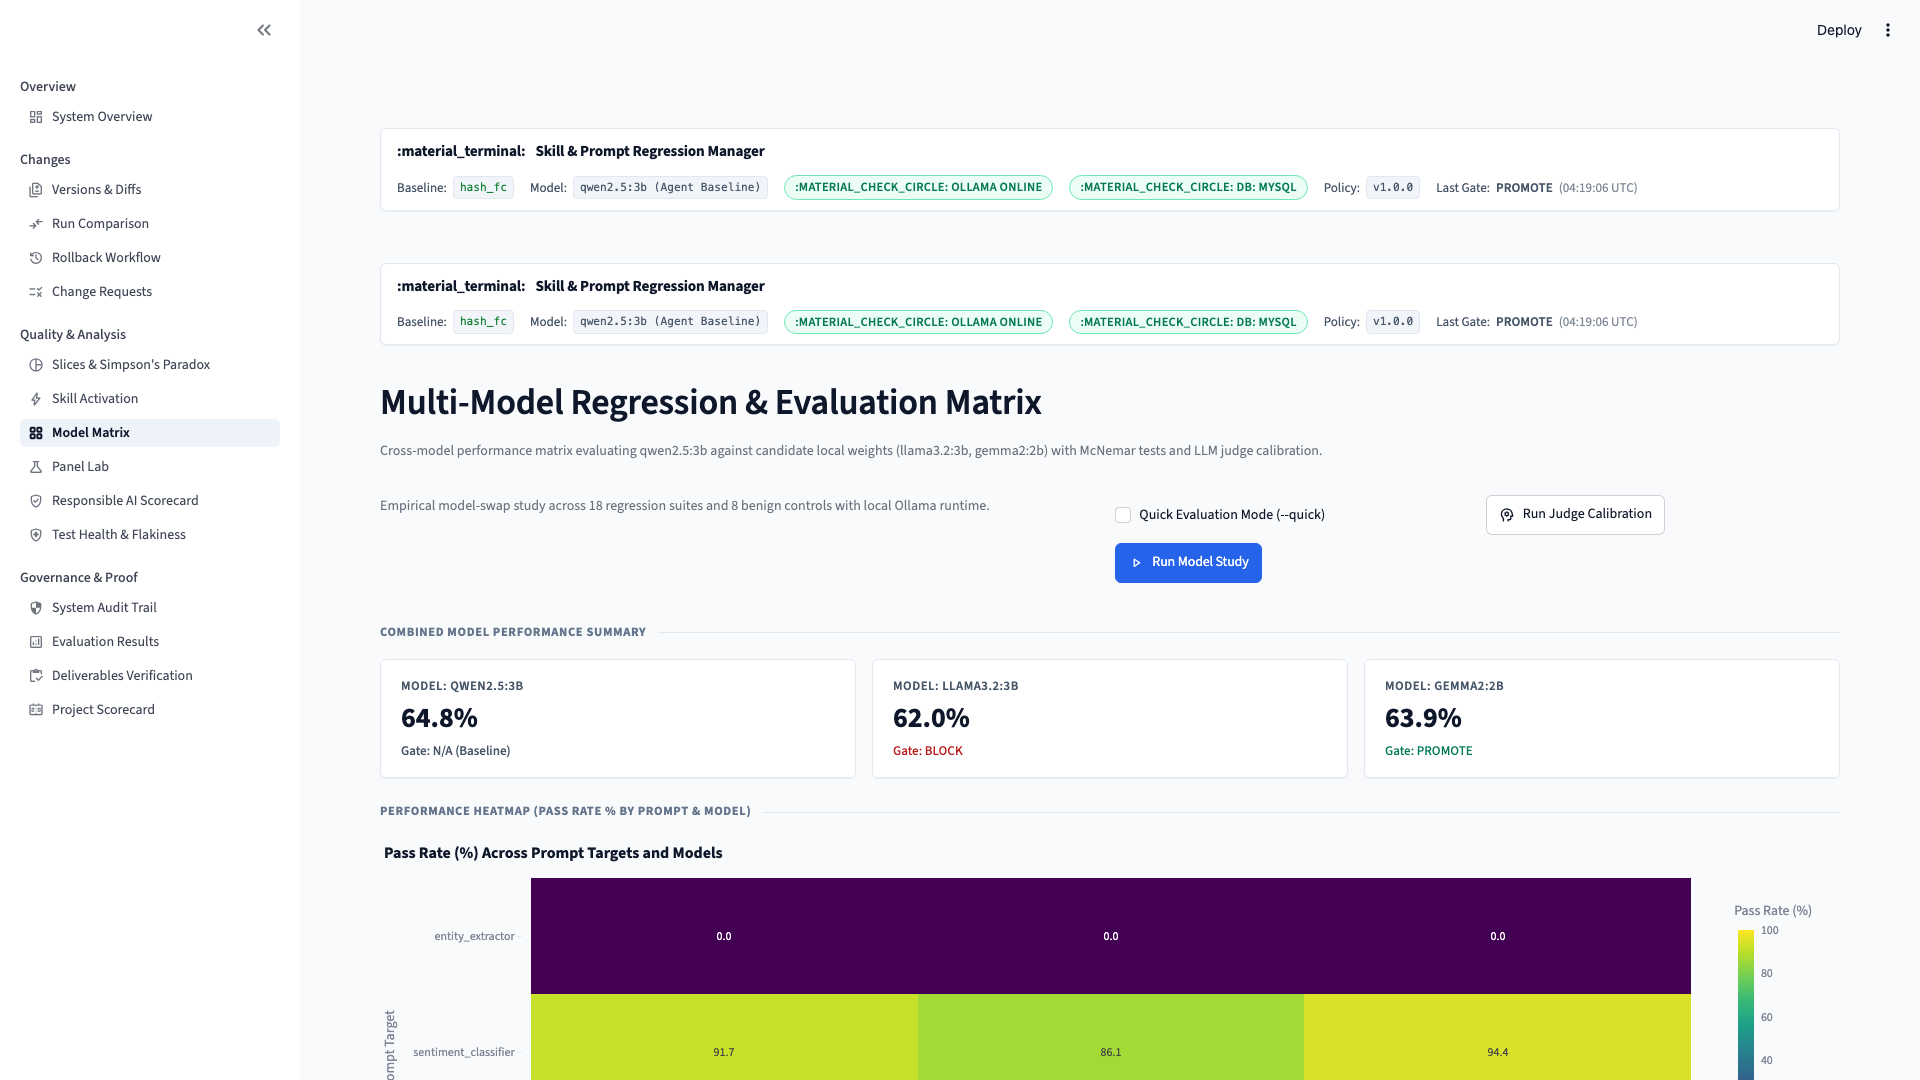 Deploy
Overview
System Overview
Changes
Versions & Diffs
Run Comparison
Rollback Workflow
Change Requests
Quality & Analysis
Slices & Simpson's Paradox
Skill Activation
Model Matrix
Panel Lab
Responsible AI Scorecard
Test Health & Flakiness
Governance & Proof
System Audit Trail
Evaluation Results
Deliverables Verification
Project Scorecard
:material_terminal: Skill & Prompt Regression Manager
Baseline: hash_fc Model: qwen2.5:3b (Agent Baseline) :MATERIAL_CHECK_CIRCLE: OLLAMA ONLINE :MATERIAL_CHECK_CIRCLE: DB: MYSQL Policy: v1.0.0 Last Gate: PROMOTE (04:19:06 UTC)
:material_terminal: Skill & Prompt Regression Manager
Baseline: hash_fc Model: qwen2.5:3b (Agent Baseline) :MATERIAL_CHECK_CIRCLE: OLLAMA ONLINE :MATERIAL_CHECK_CIRCLE: DB: MYSQL Policy: v1.0.0 Last Gate: PROMOTE (04:19:06 UTC)
Multi-Model Regression & Evaluation Matrix
Cross-model performance matrix evaluating qwen2.5:3b against candidate local weights (llama3.2:3b, gemma2:2b) with McNemar tests and LLM judge calibration.
Empirical model-swap study across 18 regression suites and 8 benign controls with local Ollama runtime.
Quick Evaluation Mode (--quick)
Run Model Study
Run Judge Calibration
COMBINED MODEL PERFORMANCE SUMMARY
MODEL: QWEN2.5:3B
64.8%
Gate: N/A (Baseline)
MODEL: LLAMA3.2:3B
62.0%
Gate: BLOCK
MODEL: GEMMA2:2B
63.9%
Gate: PROMOTE
PERFORMANCE HEATMAP (PASS RATE % BY PROMPT & MODEL)
Pass Rate (%) Across Prompt Targets and Models
entity_extractor 0.0 0.0 0.0
sentiment_classifier 91.7 86.1 94.4
ompt Target
Pass Rate (%)
100
80
60
40